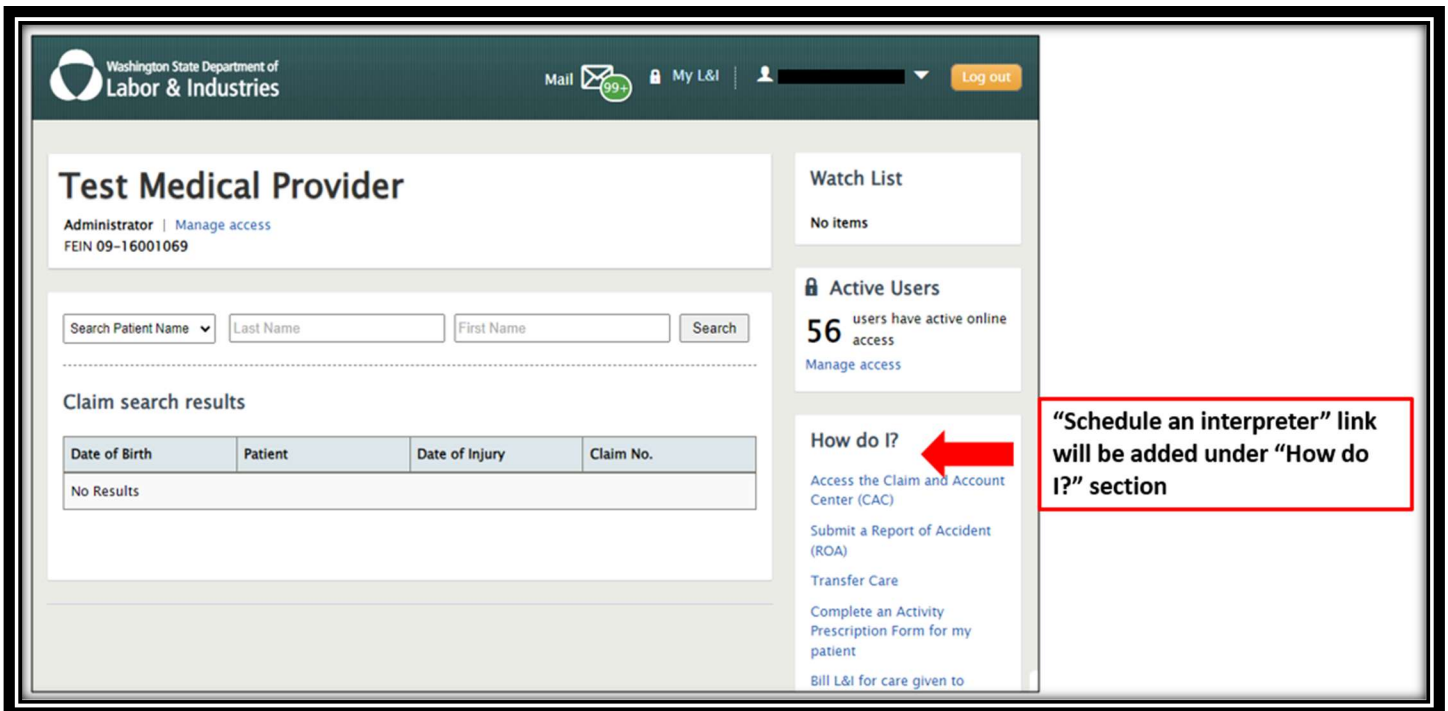 Washington State Department of
Labor & Industries
Mail 99+ My L&I Log out
Test Medical Provider
Administrator | Manage access
FEIN 09-16001069
Search Patient Name Last Name First Name Search
Claim search results
Date of Birth Patient Date of Injury Claim No.
No Results
Watch List
No items
Active Users
56 users have active online
access
Manage access
How do I?
Access the Claim and Account
Center (CAC)
Submit a Report of Accident
(ROA)
Transfer Care
Complete an Activity
Prescription Form for my
patient
Bill L&I for care given to
“Schedule an interpreter” link
will be added under “How do
I?” section